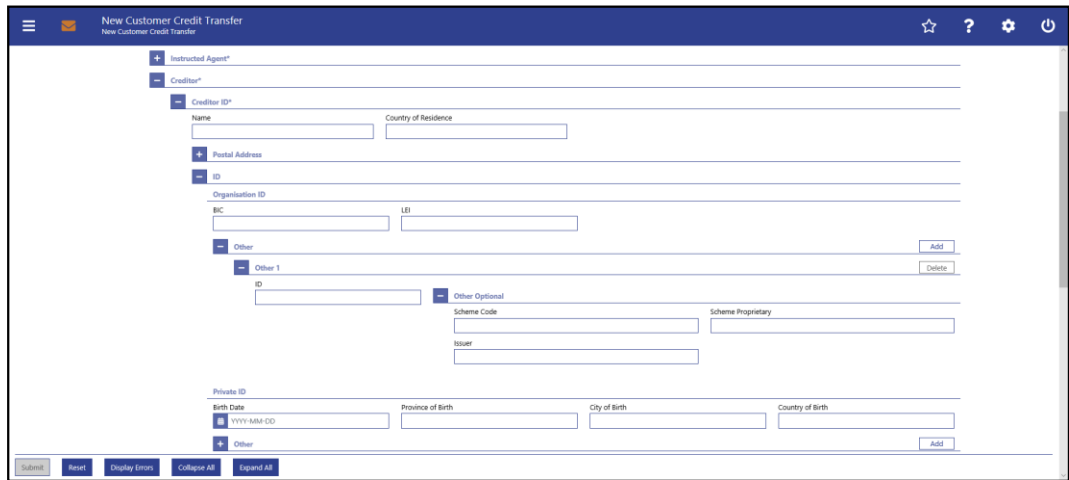 New Customer Credit Transfer
New Customer Credit Transfer
Instructed Agent*
Creditor*
Creditor ID*
Name Country of Residence
Postal Address
ID
Organisation ID
BIC LEI
Other Add
Other 1 Delete
ID
Other Optional
Scheme Code Scheme Proprietary
Issuer
Private ID
Birth Date Province of Birth City of Birth Country of Birth
YYYY-MM-DD
Other Add
Submit Reset Display Errors Collapse All Expand All